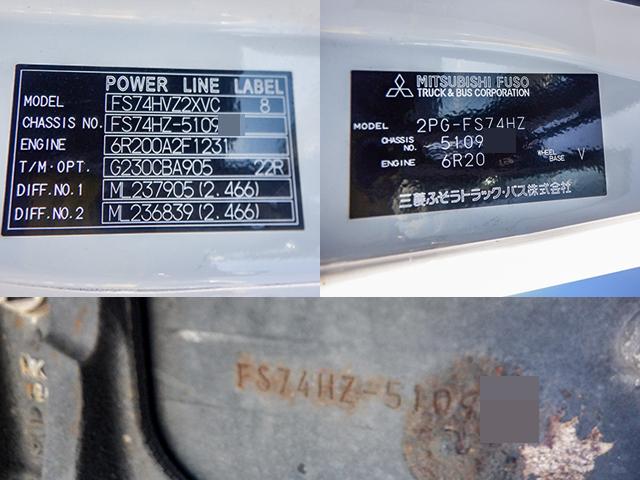 POWER LINE LABEL
MODEL FS74HVZ2XVC 8
CHASSIS NO. FS74HZ-5109
ENGINE 6R200A2F1231
T/M·OPT. G230CBA905 22R
DIFF.NO.1 ML237905(2.466)
DIFF.NO.2 ML236839(2.466)
MITSUBISHI FUSO
TRUCK & BUS CORPORATION
MODEL 2PG-FS74HZ
CHASSIS NO. 5109
ENGINE 6R20 WHEEL BASE V
三菱ふそうトラック・バス株式会社
FS74HZ-5109